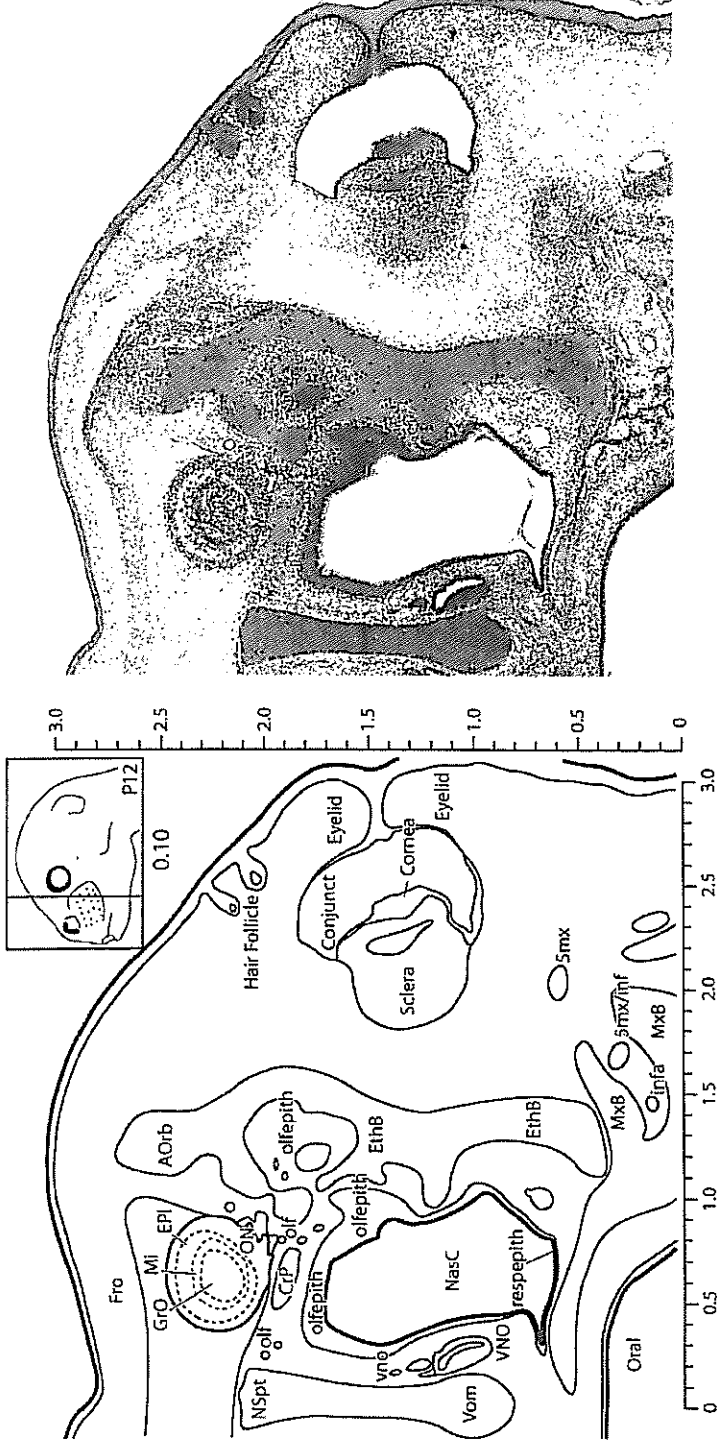 P12
0.10
3.0
2.5
2.0
1.5
1.0
0.5
0
Fro
AOrb
Hair Follicle
Eyelid
Eyelid
GrO
Mi
EPl
ON
olf
olf
CrP
olfepith
olfepith
olfepith
EthB
EthB
Conjunct
Cornea
Sclera
NSpt
vno
VNO
Vom
NasC
respepith
5mx
5mx/inf
MxB
MxB
infa
Oral
0
0.5
1.0
1.5
2.0
2.5
3.0